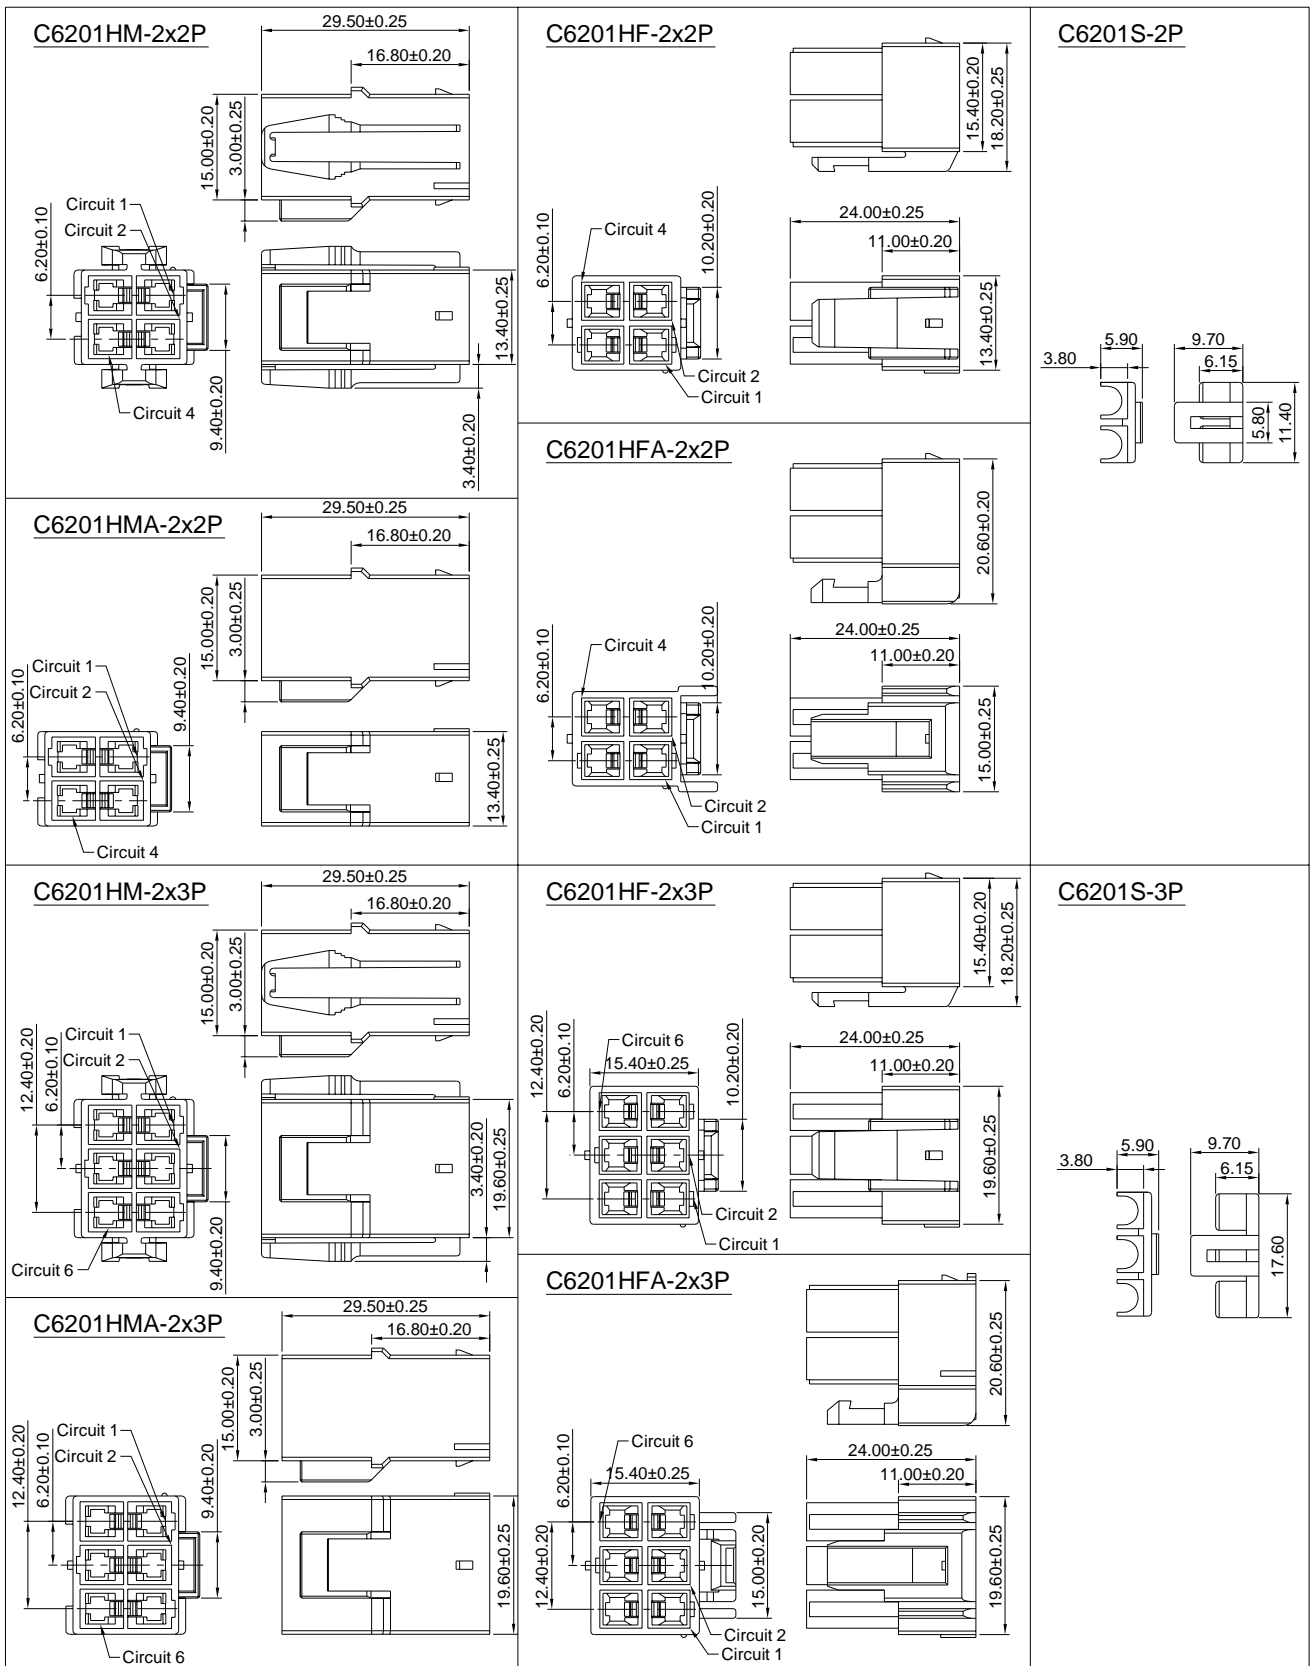 C6201HM-2x2P
29.50±0.25
16.80±0.20
15.00±0.20
3.00±0.25
Circuit 1
Circuit 2
6.20±0.10
Circuit 4
9.40±0.20
13.40±0.25
3.40±0.20
C6201HF-2x2P
15.40±0.20
18.20±0.25
24.00±0.25
11.00±0.20
Circuit 4
6.20±0.10
10.20±0.20
13.40±0.25
Circuit 2
Circuit 1
C6201S-2P
5.90
3.80
9.70
6.15
5.80
11.40
C6201HMA-2x2P
29.50±0.25
16.80±0.20
15.00±0.20
3.00±0.25
Circuit 1
Circuit 2
6.20±0.10
9.40±0.20
13.40±0.25
Circuit 4
C6201HFA-2x2P
20.60±0.20
24.00±0.25
11.00±0.20
Circuit 4
6.20±0.10
10.20±0.20
15.00±0.25
Circuit 2
Circuit 1
C6201HM-2x3P
29.50±0.25
16.80±0.20
15.00±0.20
3.00±0.25
Circuit 1
Circuit 2
12.40±0.20
6.20±0.10
Circuit 6
9.40±0.20
3.40±0.20
19.60±0.25
C6201HF-2x3P
15.40±0.20
18.20±0.25
24.00±0.25
11.00±0.20
Circuit 6
15.40±0.25
12.40±0.20
6.20±0.10
10.20±0.20
19.60±0.25
Circuit 2
Circuit 1
C6201S-3P
5.90
3.80
9.70
6.15
17.60
C6201HMA-2x3P
29.50±0.25
16.80±0.20
15.00±0.20
3.00±0.25
Circuit 1
Circuit 2
12.40±0.20
6.20±0.10
9.40±0.20
19.60±0.25
Circuit 6
C6201HFA-2x3P
20.60±0.25
24.00±0.25
11.00±0.20
Circuit 6
15.40±0.25
6.20±0.10
12.40±0.20
15.00±0.20
19.60±0.25
Circuit 2
Circuit 1